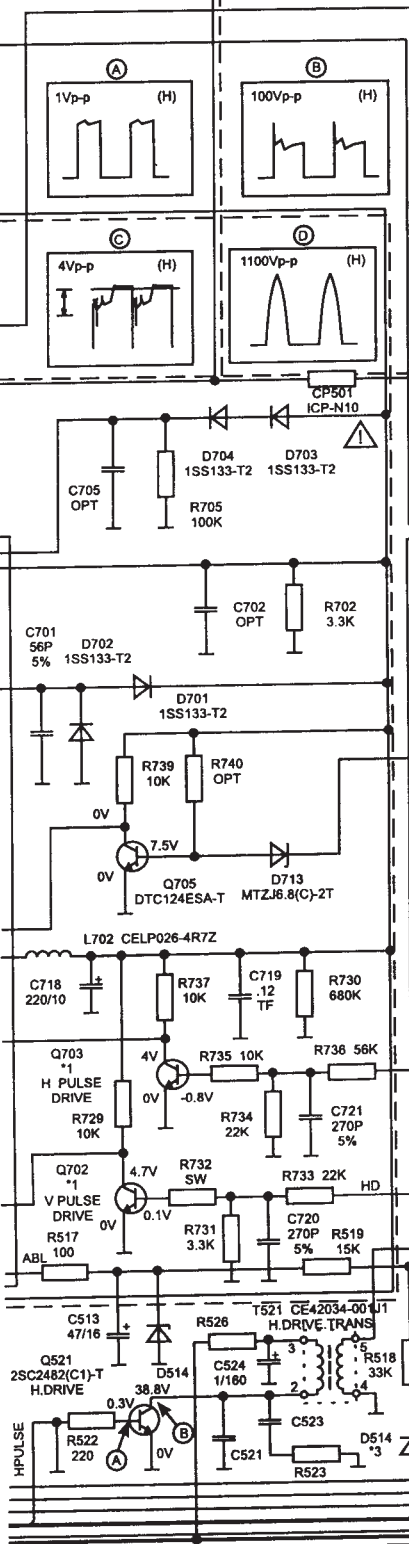 A
B
1Vp-p (H)
100Vp-p (H)
C
D
4Vp-p (H)
1100Vp-p (H)
CP501
ICP-N10
!
D704
1SS133-T2
D703
1SS133-T2
C705
OPT
R705
100K
C702
OPT
R702
3.3K
C701
56P
5%
D702
1SS133-T2
D701
1SS133-T2
R739
10K
R740
OPT
0V
7.5V
0V
Q705
DTC124ESA-T
D713
MTZJ6.8(C)-2T
L702 CELP026-4R7Z
C718
220/10
+
R737
10K
C719
.12
TF
R730
680K
Q703
*1
H PULSE
DRIVE
4V
0V
-0.8V
R735 10K
R736 56K
R729
10K
R734
22K
C721
270P
5%
Q702
*1
V PULSE
DRIVE
4.7V
0V
0.1V
R732
SW
R733 22K
HD
R731
3.3K
C720
270P
5%
R519
15K
ABL
R517
100
T521 CE42034-001J1
H.DRIVE.TRANS
C513
47/16
+
D514
R526
C524
1/160
+
3
5
2
4
R518
33K
Q521
2SC2482(C1)-T
H.DRIVE
38.8V
0.3V
0V
HPULSE
R522
220
A
B
C521
C523
R523
D514
*3